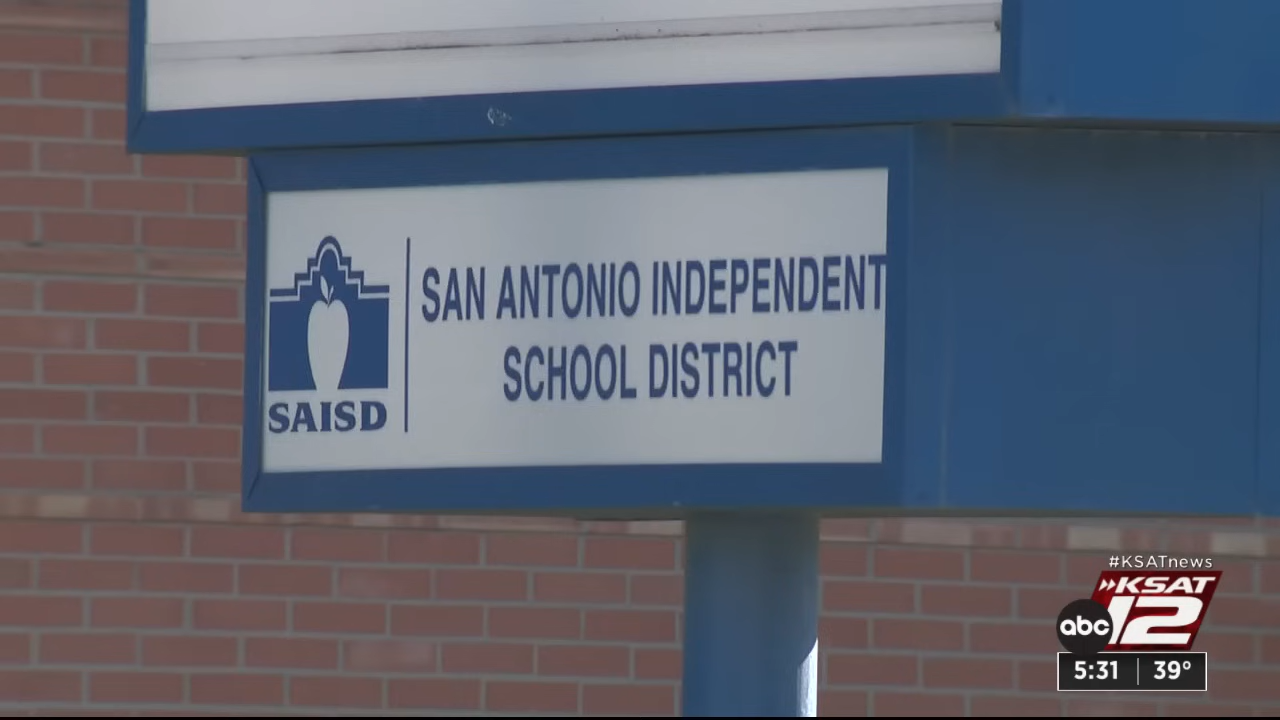 SAN ANTONIO INDEPENDENT
SCHOOL DISTRICT
SAISD
#KSATnews
KSAT
abc 12
5:31 39°